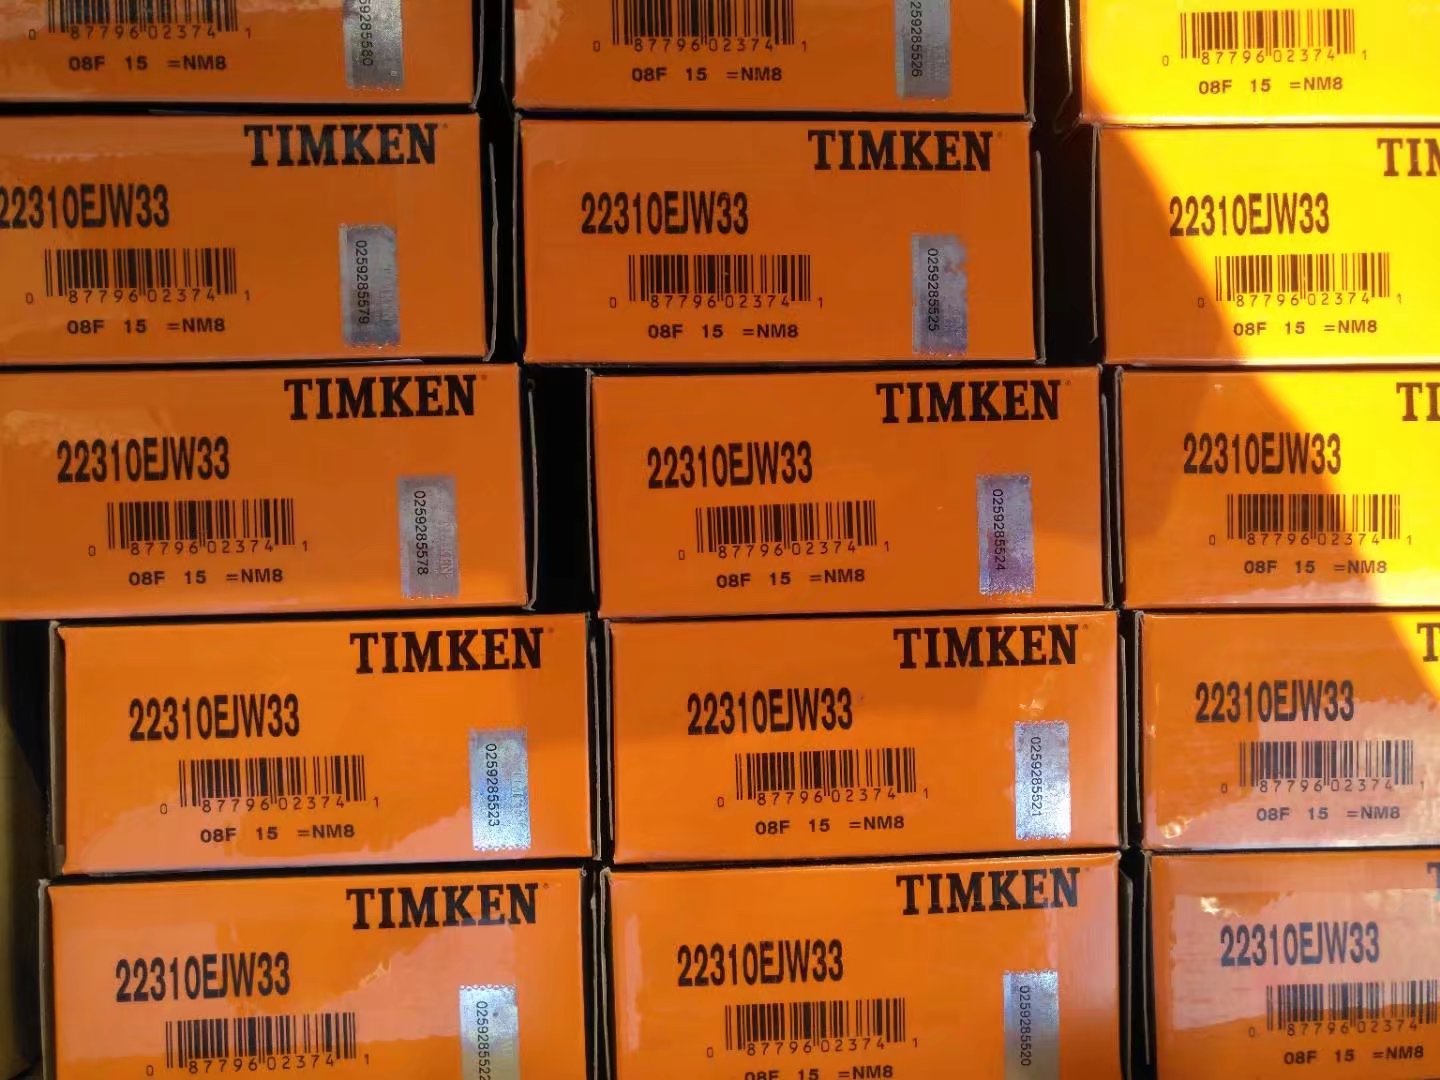 0 87796 02374 1
08F 15 =NM8
0259285580
0 87796 02374 1
08F 15 =NM8
0259285526
0 87796 02374 1
08F 15 =NM8
TIMKEN
22310EJW33
0 87796 02374 1
08F 15 =NM8
0259285579
TIMKEN
22310EJW33
0 87796 02374 1
08F 15 =NM8
0259285525
TIM
22310EJW33
0 87796 02374 1
08F 15 =NM8
TIMKEN
22310EJW33
0 87796 02374 1
08F 15 =NM8
0259285578
TIMKEN
22310EJW33
0 87796 02374 1
08F 15 =NM8
0259285524
TI
22310EJW33
0 87796 02374 1
08F 15 =NM8
TIMKEN
22310EJW33
0 87796 02374 1
08F 15 =NM8
0259285523
TIMKEN
22310EJW33
0 87796 02374 1
08F 15 =NM8
0259285521
T
22310EJW33
0 87796 02374 1
08F 15 =NM8
TIMKEN
22310EJW33
0 87796 02374 1
0259285522
TIMKEN
22310EJW33
0 87796 02374 1
08F 15 =NM8
0259285520
22310EJW33
0 87796 02374
08F 15 =NM8